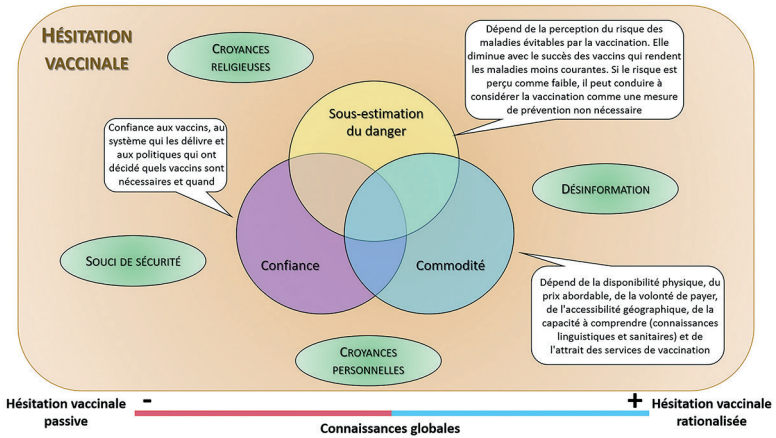 HÉSITATION
VACCINALE
CROYANCES
RELIGIEUSES
Dépend de la perception du risque des
maladies évitables par la vaccination. Elle
diminue avec le succès des vaccins qui rendent
les maladies moins courantes. Si le risque est
perçu comme faible, il peut conduire à
considérer la vaccination comme une mesure
de prévention non nécessaire
Sous-estimation
du danger
Confiance aux vaccins, au
système qui les délivre et
aux politiques qui ont
décidé quels vaccins sont
nécessaires et quand
DÉSINFORMATION
SOUCI DE SÉCURITÉ
Confiance
Commodité
Dépend de la disponibilité physique, du
prix abordable, de la volonté de payer,
de l'accessibilité géographique, de la
capacité à comprendre (connaissances
linguistiques et sanitaires) et de
l'attrait des services de vaccination
CROYANCES
PERSONNELLES
Hésitation vaccinale
passive
-
+
Connaissances globales
Hésitation vaccinale
rationalisée